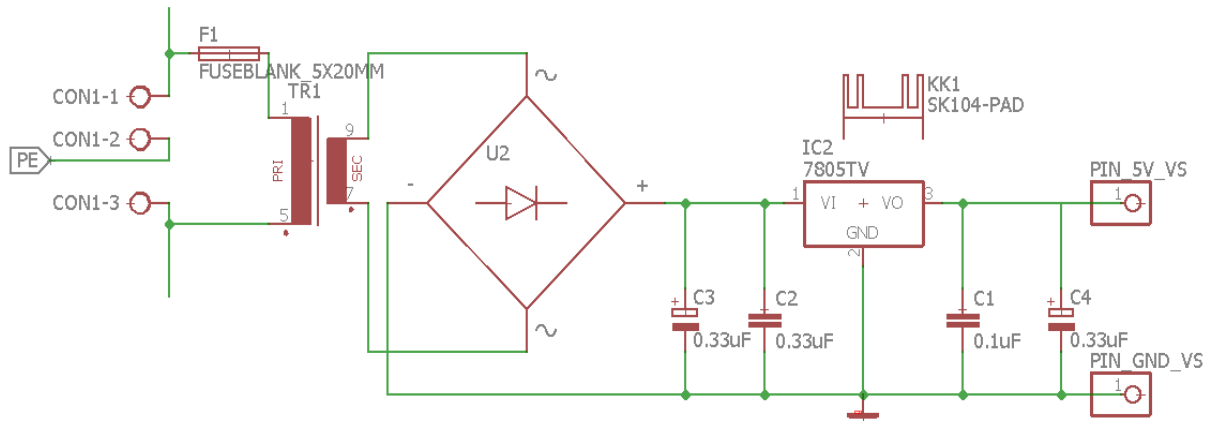 F1
FUSEBLANK_5X20MM
TR1
CON1-1
CON1-2
PE
CON1-3
1
5
PRI
9
7
SEC
U2
-
+
KK1
SK104-PAD
IC2
7805TV
1
VI
VO
3
GND
2
PIN_5V_VS
1
C3
0.33uF
C2
0.33uF
C1
0.1uF
C4
0.33uF
PIN_GND_VS
1